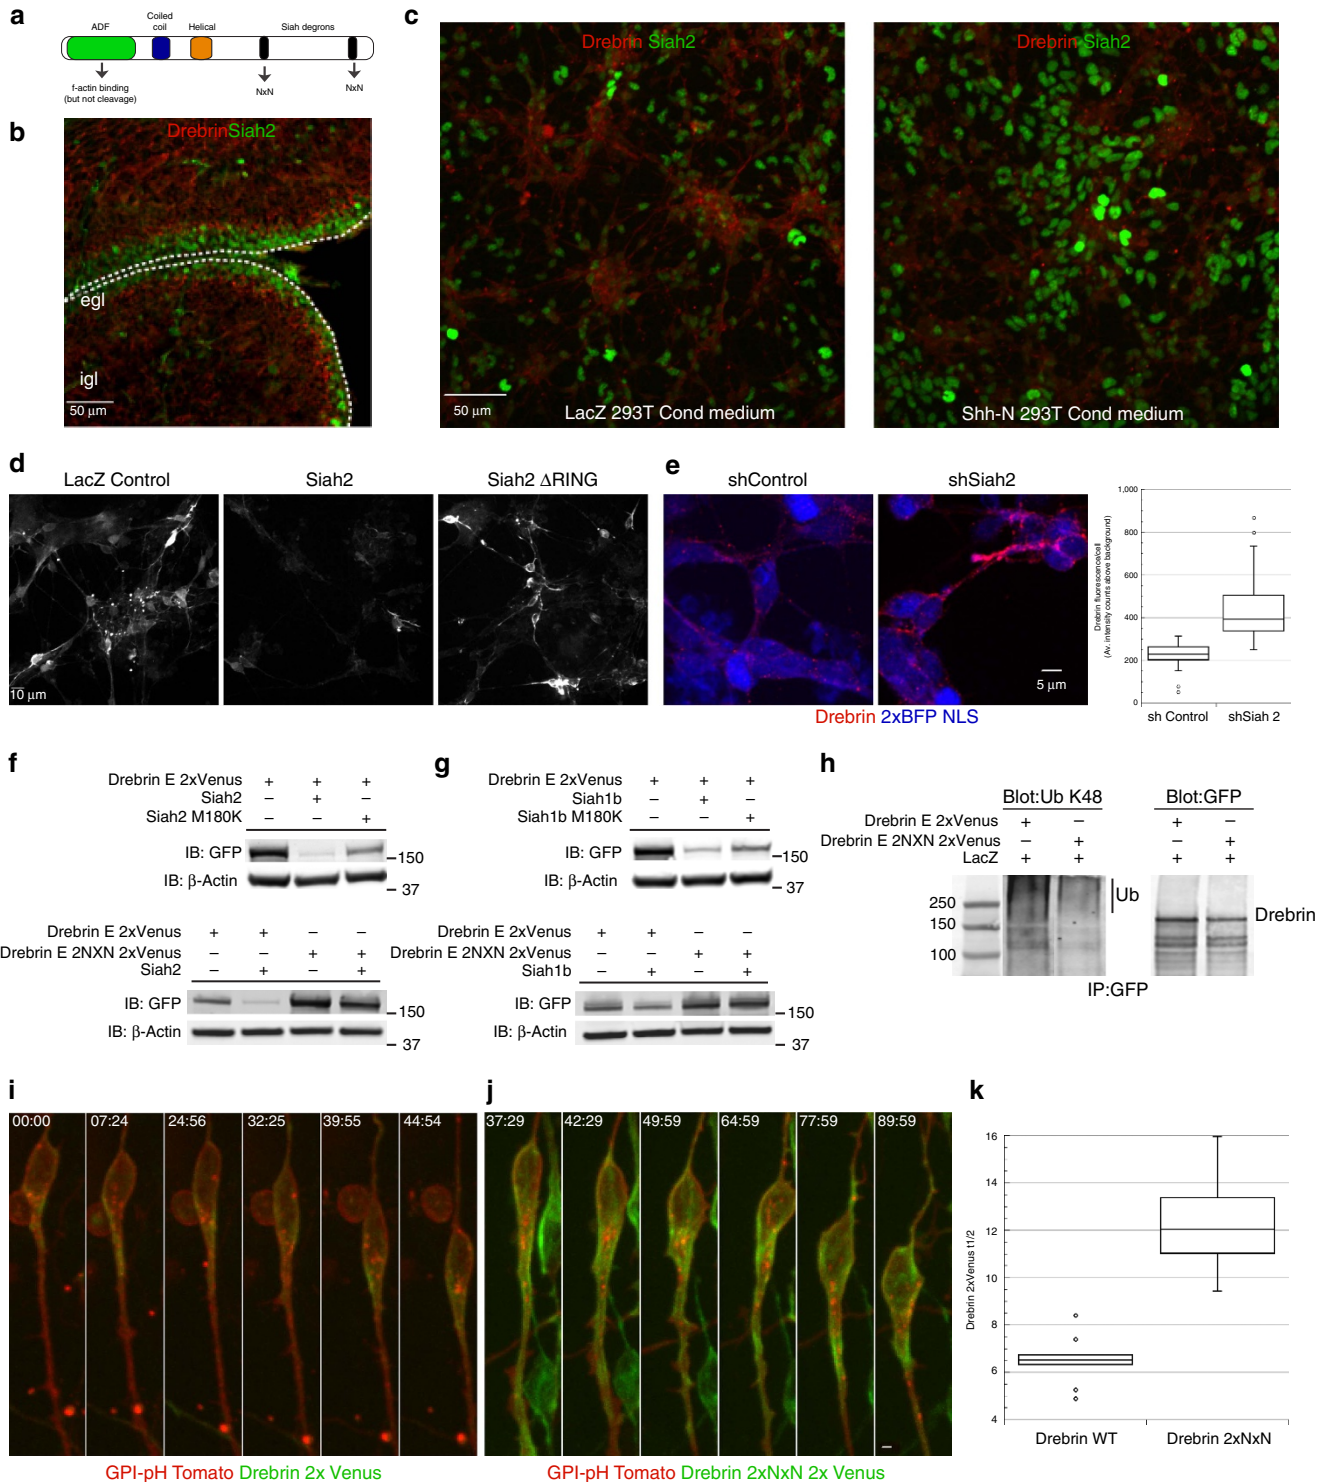 a
ADF
Coiled
coil
Helical
Siah degrons
f-actin binding
(but not cleavage)
NxN
NxN
b
DrebrinSiah2
egl
igl
50 µm
c
Drebrin Siah2
50 µm
LacZ 293T Cond medium
Drebrin Siah2
Shh-N 293T Cond medium
d
LacZ Control
Siah2
Siah2 ΔRING
10 µm
e
shControl
shSiah2
5 µm
Drebrin 2xBFP NLS
Drebrin fluorescence/cell
(Av. intensity counts above background)
1,000
800
600
400
200
0
sh Control
shSiah 2
f
Drebrin E 2xVenus + + +
Siah2 – + –
Siah2 M180K – – +
IB: GFP
150
IB: β-Actin
37
Drebrin E 2xVenus + + – –
Drebrin E 2NXN 2xVenus – – + +
Siah2 – + – +
IB: GFP
150
IB: β-Actin
37
g
Drebrin E 2xVenus + + +
Siah1b – + –
Siah1b M180K – – +
IB: GFP
150
IB: β-Actin
37
Drebrin E 2xVenus + + – –
Drebrin E 2NXN 2xVenus – – + +
Siah1b – + – +
IB: GFP
150
IB: β-Actin
37
h
Blot:Ub K48
Blot:GFP
Drebrin E 2xVenus + – + –
Drebrin E 2NXN 2xVenus – + – +
LacZ + + + +
250
150
100
Ub
Drebrin
IP:GFP
i
00:00 07:24 24:56 32:25 39:55 44:54
GPI-pH Tomato Drebrin 2x Venus
j
37:29 42:29 49:59 64:59 77:59 89:59
GPI-pH Tomato Drebrin 2xNxN 2x Venus
k
Drebrin 2xVenus t1/2
16
14
12
10
8
6
4
Drebrin WT
Drebrin 2xNxN